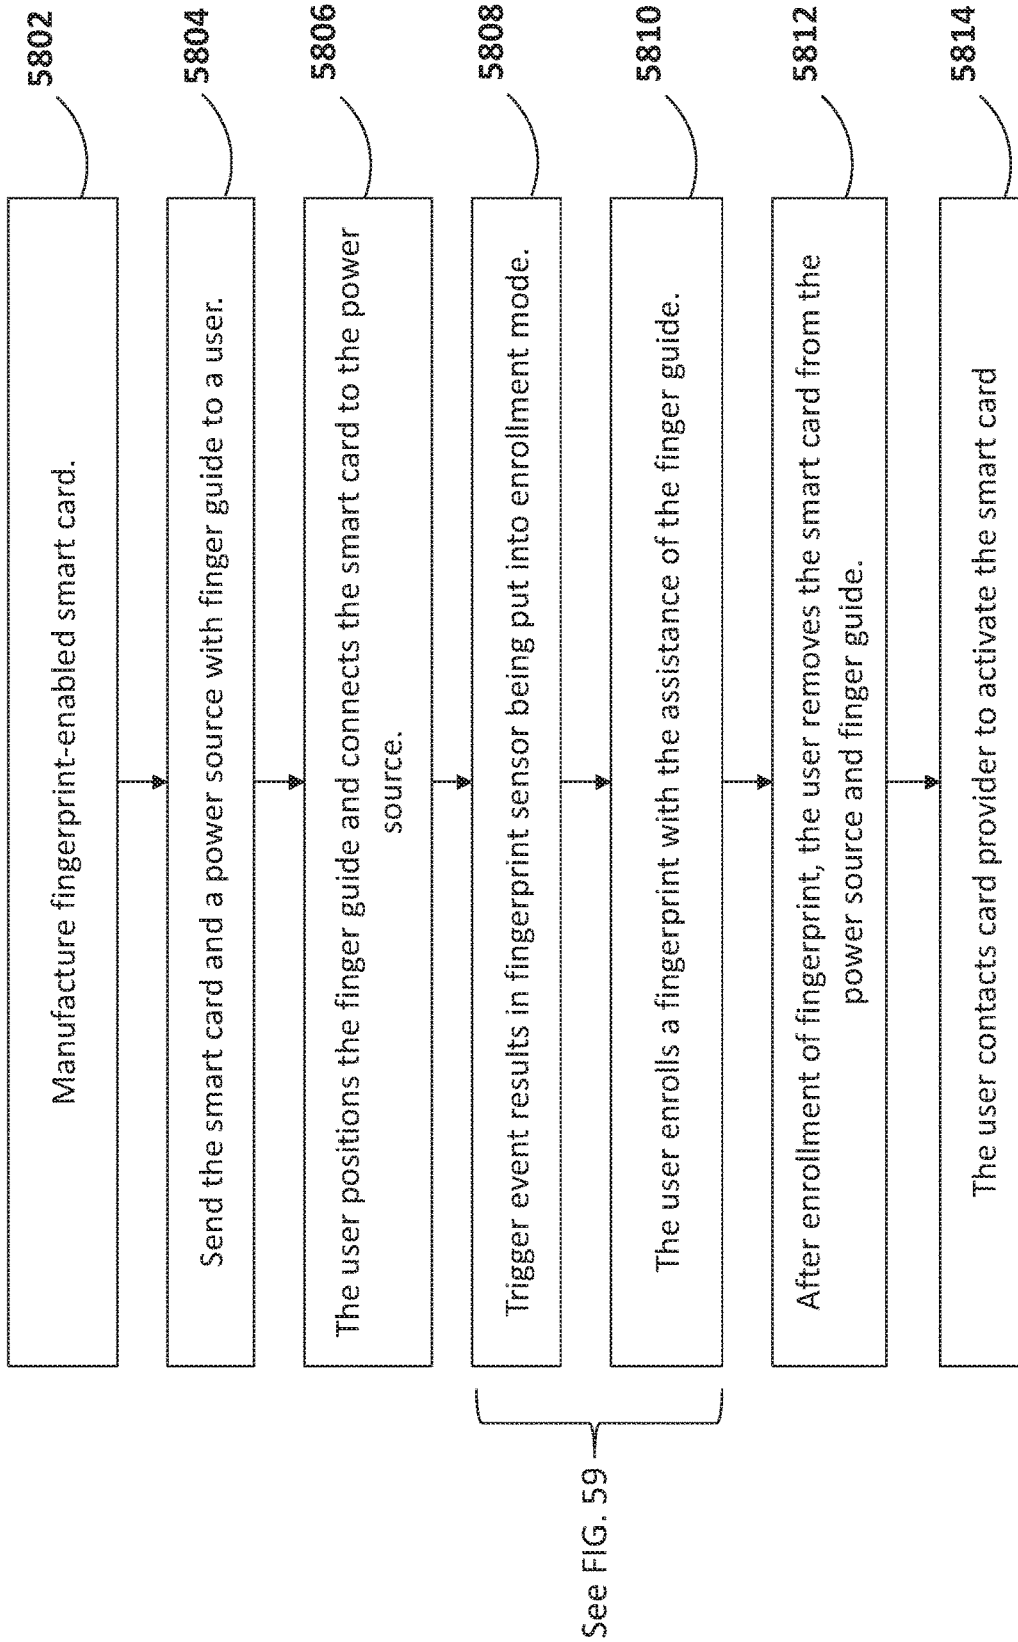 Manufacture fingerprint-enabled smart card.
5802
Send the smart card and a power source with finger guide to a user.
5804
The user positions the finger guide and connects the smart card to the power
source.
5806
Trigger event results in fingerprint sensor being put into enrollment mode.
5808
The user enrolls a fingerprint with the assistance of the finger guide.
5810
See FIG. 59
After enrollment of fingerprint, the user removes the smart card from the
power source and finger guide.
5812
The user contacts card provider to activate the smart card
5814